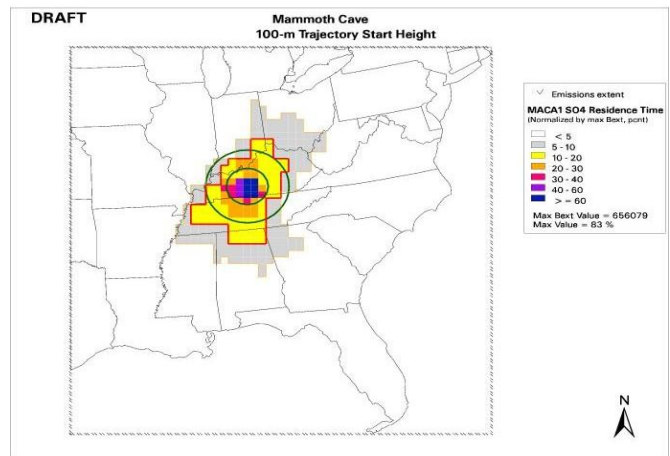 DRAFT
Mammoth Cave
100-m Trajectory Start Height
Emissions extent
MACA1 SO4 Residence Time
(Normalized by max Bext, pcnt)
< 5
5 - 10
10 - 20
20 - 30
30 - 40
40 - 60
> = 60
Max Bext Value = 656079
Max Value = 83 %
N